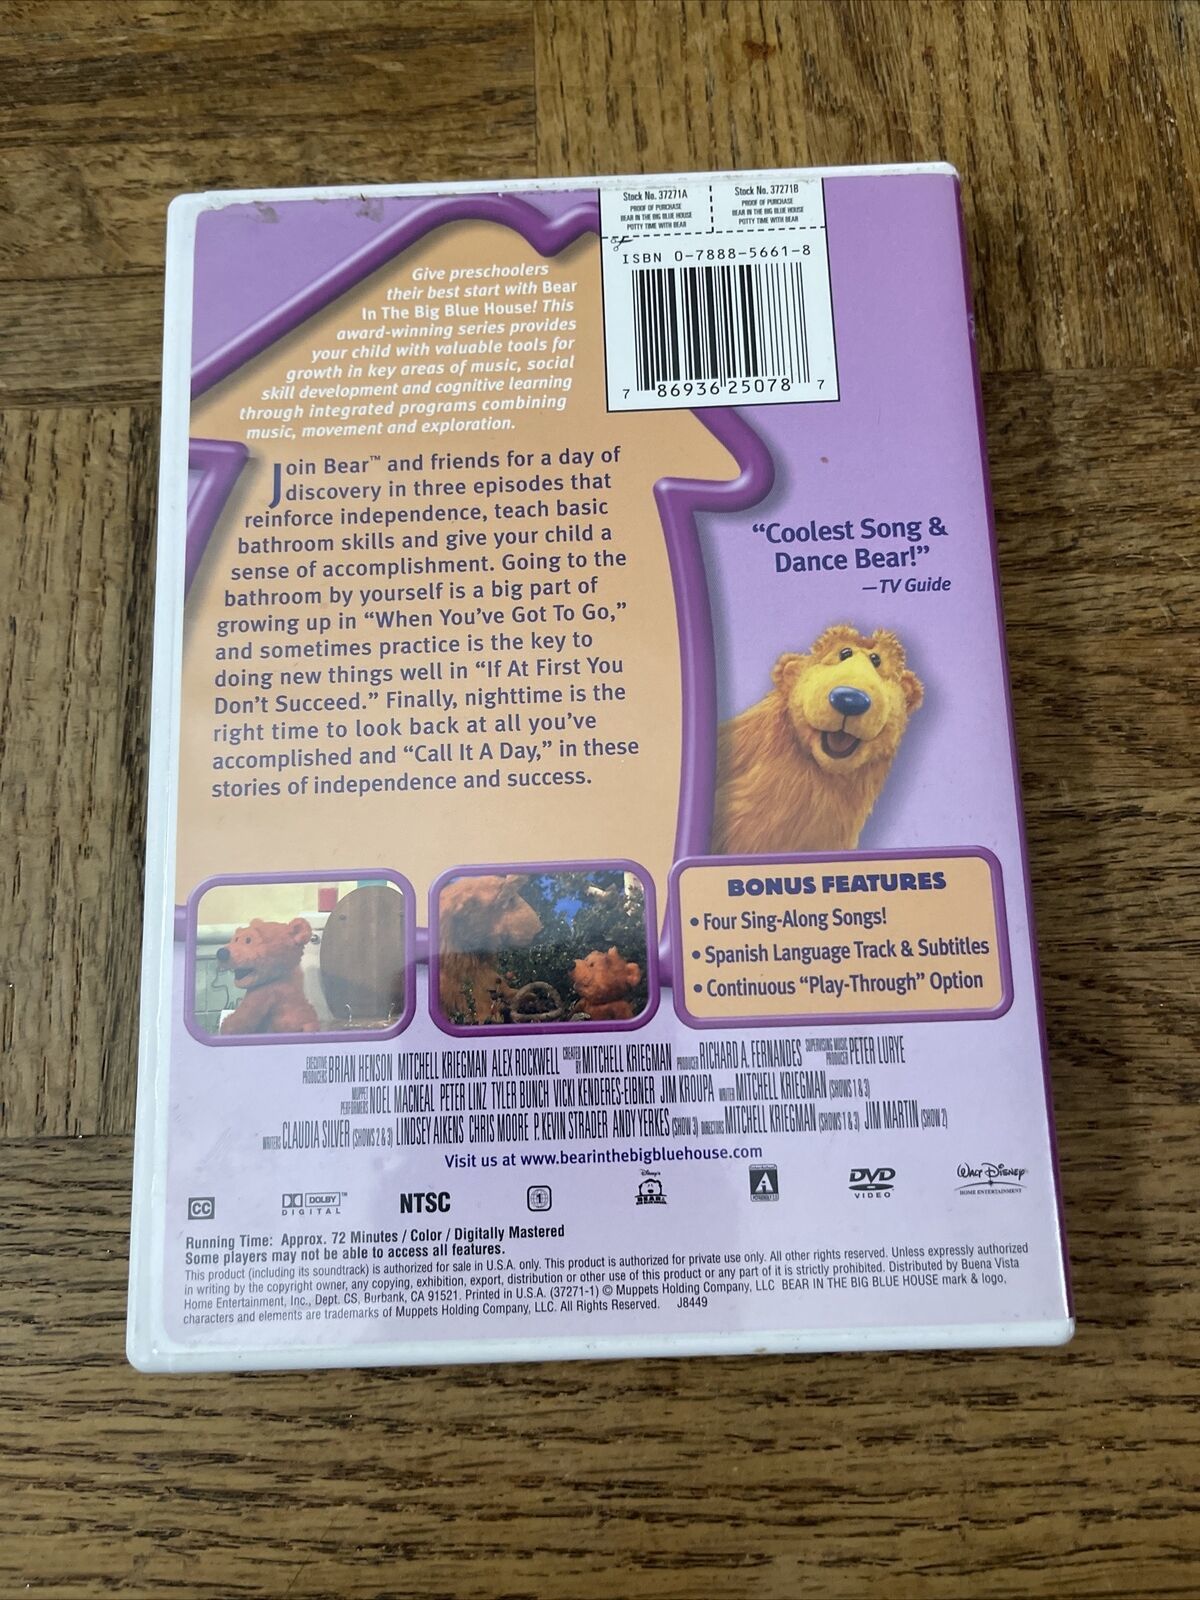 Stock No. 37271A
PROOF OF PURCHASE
BEAR IN THE BIG BLUE HOUSE
POTTY TIME WITH BEAR
Stock No. 37271B
PROOF OF PURCHASE
BEAR IN THE BIG BLUE HOUSE
POTTY TIME WITH BEAR
ISBN 0-7888-5661-8
7 86936 25078 7
Give preschoolers
their best start with Bear
In The Big Blue House! This
award-winning series provides
your child with valuable tools for
growth in key areas of music, social
skill development and cognitive learning
through integrated programs combining
music, movement and exploration.
Join Bear™ and friends for a day of
discovery in three episodes that
reinforce independence, teach basic
bathroom skills and give your child a
sense of accomplishment. Going to the
bathroom by yourself is a big part of
growing up in “When You’ve Got To Go,”
and sometimes practice is the key to
doing new things well in “If At First You
Don’t Succeed.” Finally, nighttime is the
right time to look back at all you’ve
accomplished and “Call It A Day,” in these
stories of independence and success.
“Coolest Song &
Dance Bear!”
—TV Guide
BONUS FEATURES
• Four Sing-Along Songs!
• Spanish Language Track & Subtitles
• Continuous “Play-Through” Option
EXECUTIVE PRODUCERS BRIAN HENSON MITCHELL KRIEGMAN ALEX ROCKWELL CREATED BY MITCHELL KRIEGMAN PRODUCER RICHARD A. FERNANDES SUPERVISING MUSIC PRODUCER PETER LURYE
MUPPET PERFORMERS NOEL MACNEAL PETER LINZ TYLER BUNCH VICKI KENDERES-EIBNER JIM KROUPA WRITER MITCHELL KRIEGMAN (SHOWS 1 & 3)
WRITERS CLAUDIA SILVER (SHOWS 2 & 3) LINDSEY AIKENS CHRIS MOORE P. KEVIN STRADER ANDY YERKES (SHOW 3) DIRECTORS MITCHELL KRIEGMAN (SHOWS 1 & 3) JIM MARTIN (SHOW 2)
Visit us at www.bearinthebigbluehouse.com
CC
DOLBY™
DIGITAL
NTSC
1
Disney's
BEAR
A
DVD
VIDEO
WALT DISNEY
HOME ENTERTAINMENT
Running Time: Approx. 72 Minutes / Color / Digitally Mastered
Some players may not be able to access all features.
This product (including its soundtrack) is authorized for sale in U.S.A. only. This product is authorized for private use only. All other rights reserved. Unless expressly authorized
in writing by the copyright owner, any copying, exhibition, export, distribution or other use of this product or any part of it is strictly prohibited. Distributed by Buena Vista
Home Entertainment, Inc., Dept. CS, Burbank, CA 91521. Printed in U.S.A. (37271-1) © Muppets Holding Company, LLC BEAR IN THE BIG BLUE HOUSE mark & logo,
characters and elements are trademarks of Muppets Holding Company, LLC. All Rights Reserved. J8449